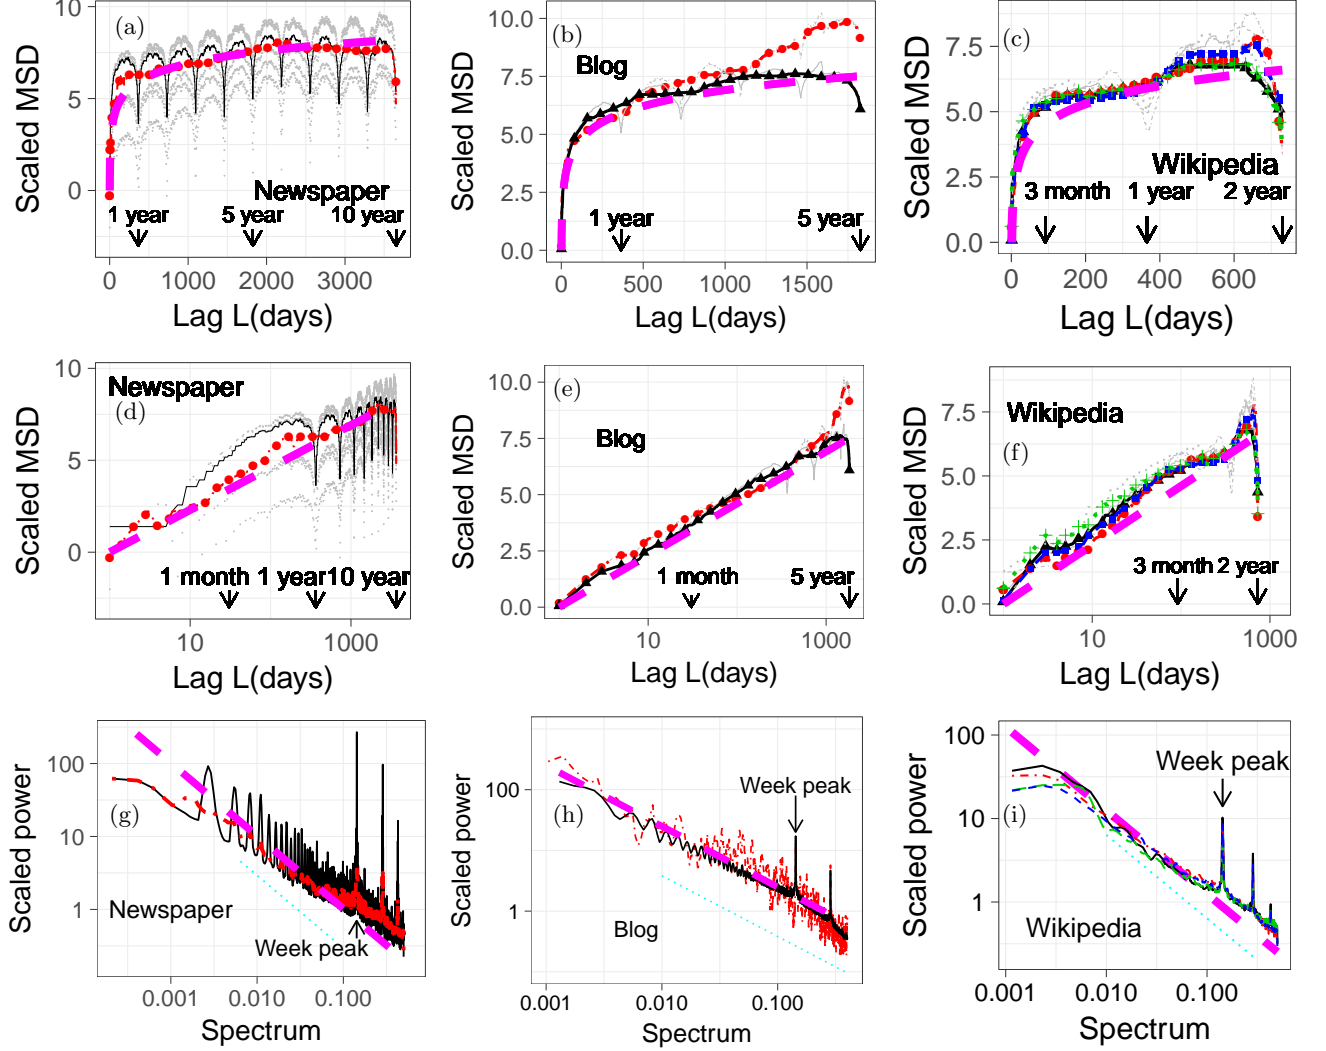 (a)
10
5
0
Scaled MSD
Newspaper
1 year
5 year
10 year
0
1000
2000
3000
Lag L(days)
(b)
10.0
7.5
5.0
2.5
0.0
Scaled MSD
Blog
1 year
5 year
0
500
1000
1500
Lag L(days)
(c)
7.5
5.0
2.5
0.0
Scaled MSD
Wikipedia
3 month
1 year
2 year
0
200
400
600
Lag L(days)
Newspaper
(d)
10
5
0
Scaled MSD
1 month
1 year
10 year
10
1000
Lag L(days)
(e)
10.0
7.5
5.0
2.5
0.0
Scaled MSD
Blog
1 month
5 year
10
1000
Lag L(days)
Wikipedia
(f)
7.5
5.0
2.5
0.0
Scaled MSD
3 month
2 year
10
1000
Lag L(days)
(g)
100
10
1
Scaled power
Newspaper
Week peak
0.001
0.010
0.100
Spectrum
(h)
100
1
Scaled power
Week peak
Blog
0.001
0.010
0.100
Spectrum
(i)
100
10
1
Scaled power
Week peak
Wikipedia
0.001
0.010
0.100
Spectrum